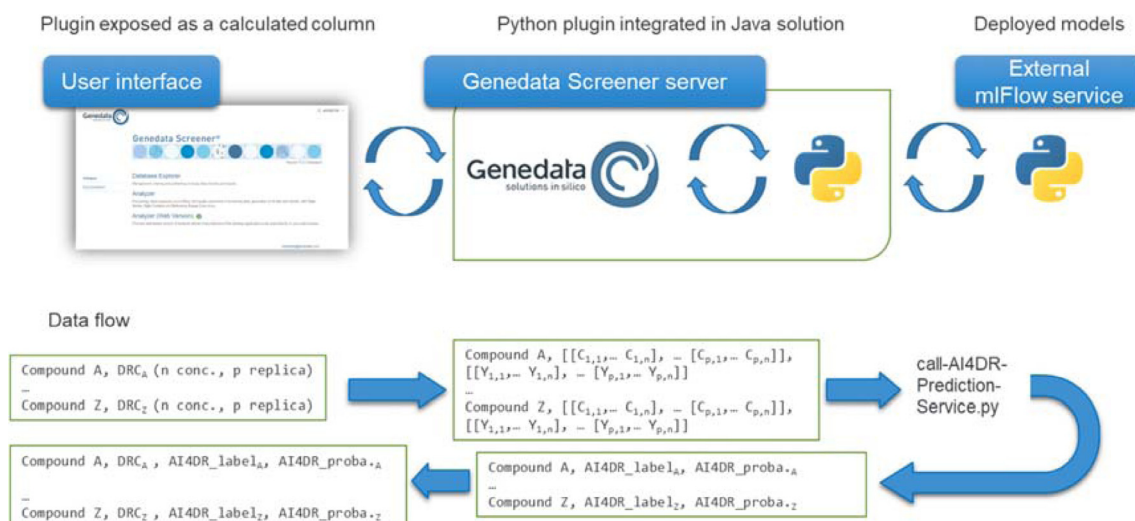 Plugin exposed as a calculated column
Python plugin integrated in Java solution
Deployed models
User interface
Genedata Screener server
External
mlFlow service
Genedata
Genedata Screener®
Database Explorer
Analyzer
Analyzer (Web Version)
Genedata
solutions in silico
Data flow
Compound A, DRC_A (n conc., p replica)
…
Compound Z, DRC_Z (n conc., p replica)
Compound A, [[C_1,1,… C_1,n], … [C_p,1,… C_p,n]],
[[Y_1,1,… Y_1,n], … [Y_p,1,… Y_p,n]]
…
Compound Z, [[C_1,1,… C_1,n], … [C_p,1,… C_p,n]],
[[Y_1,1,… Y_1,n], … [Y_p,1,… Y_p,n]]
call-AI4DR-
Prediction-
Service.py
Compound A, AI4DR_label_A, AI4DR_proba._A
…
Compound Z, AI4DR_label_Z, AI4DR_proba._Z
Compound A, DRC_A , AI4DR_label_A, AI4DR_proba._A
…
Compound Z, DRC_Z , AI4DR_label_Z, AI4DR_proba._Z